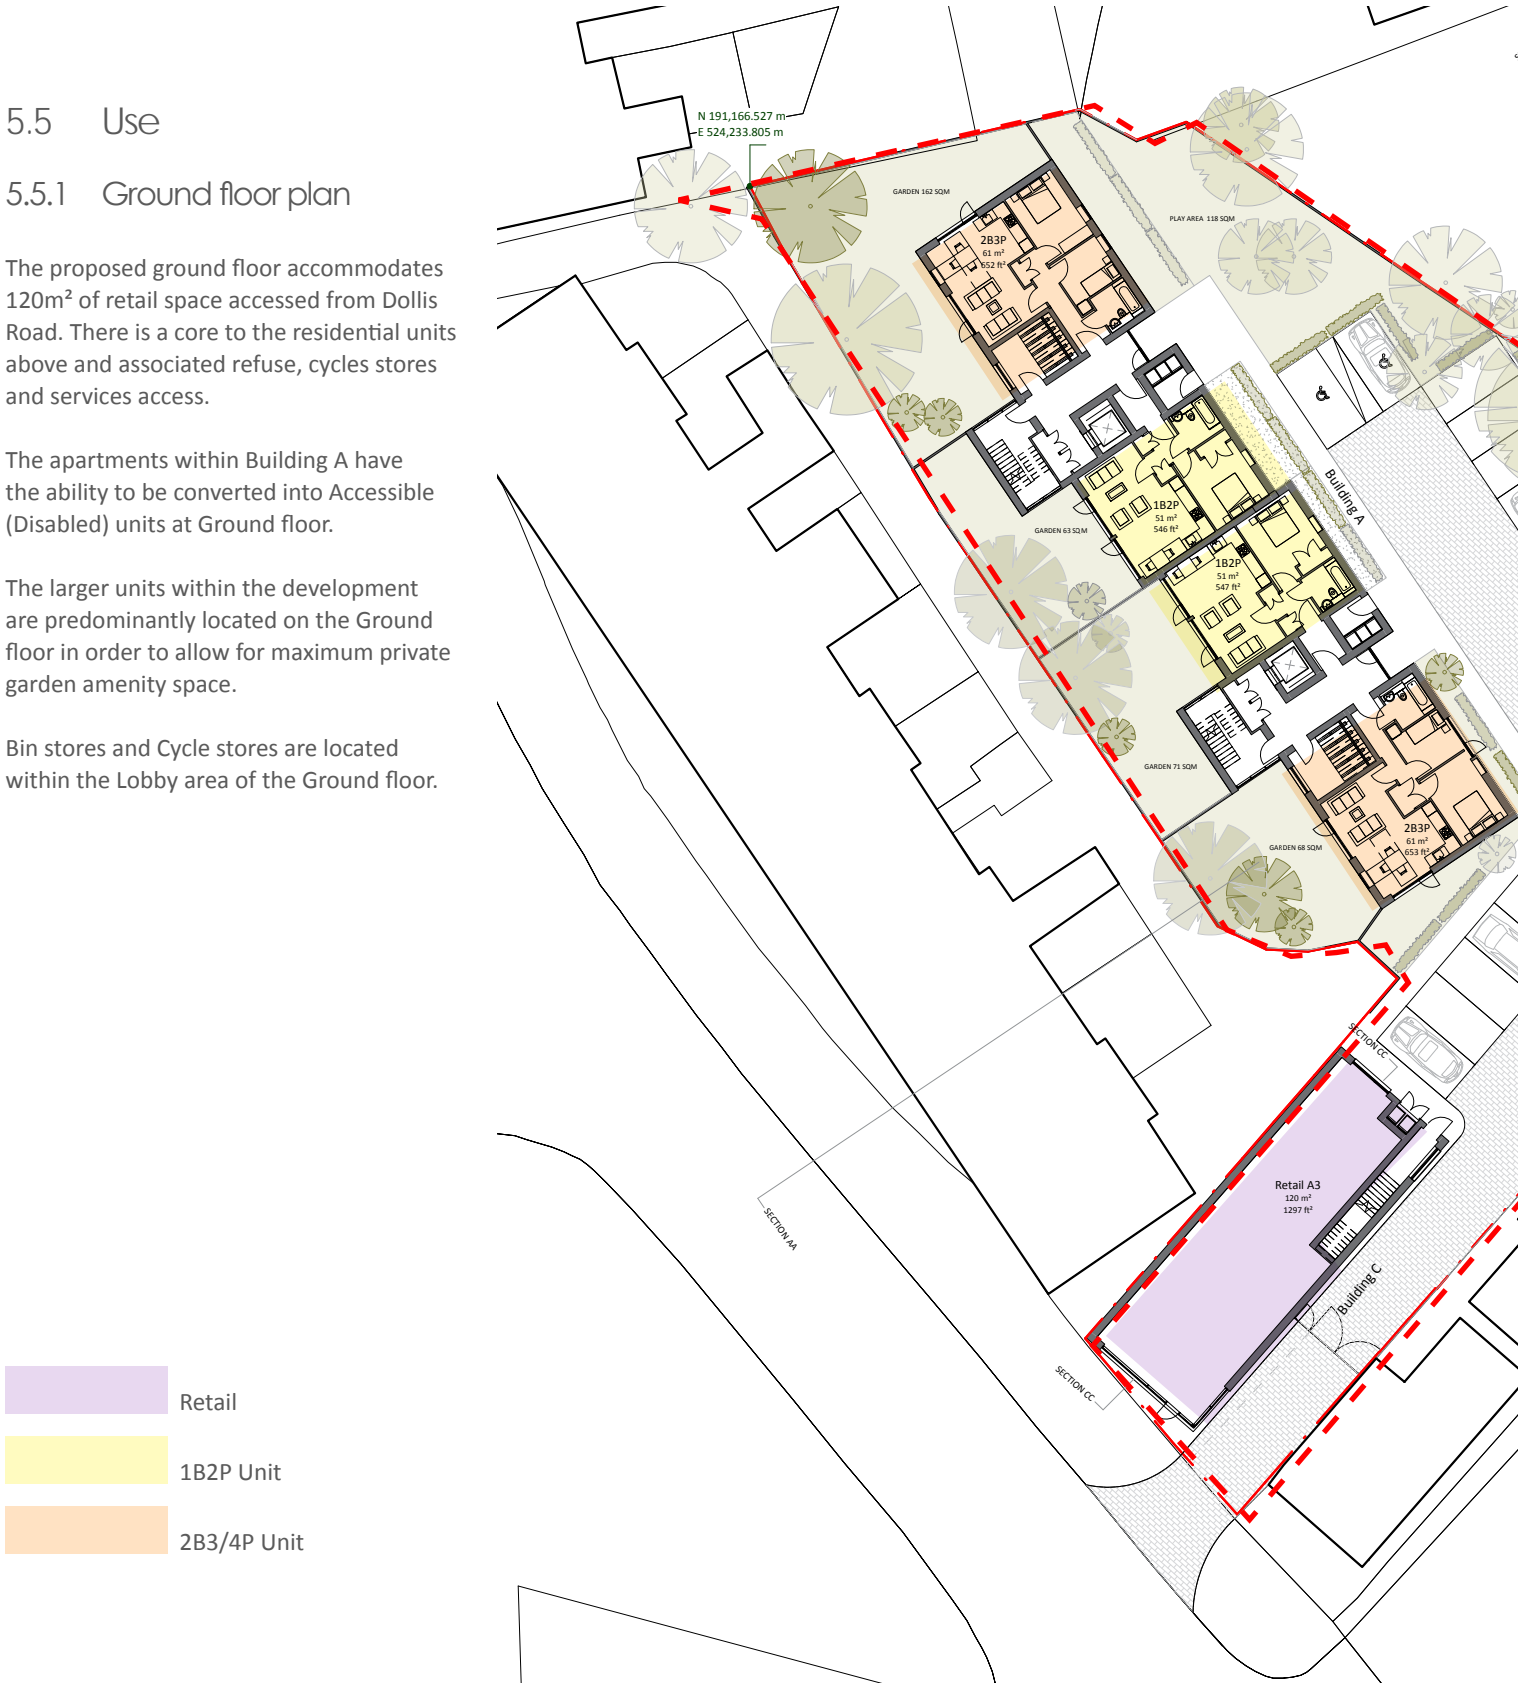 5.5 Use
5.5.1 Ground floor plan
The proposed ground floor accommodates
120m² of retail space accessed from Dollis
Road. There is a core to the residential units
above and associated refuse, cycles stores
and services access.
The apartments within Building A have
the ability to be converted into Accessible
(Disabled) units at Ground floor.
The larger units within the development
are predominantly located on the Ground
floor in order to allow for maximum private
garden amenity space.
Bin stores and Cycle stores are located
within the Lobby area of the Ground floor.
Retail
1B2P Unit
2B3/4P Unit
N 191,166.527 m
E 524,233.805 m
GARDEN 162 SQM
PLAY AREA 118 SQM
2B3P
61 m²
652 ft²
Building A
1B2P
51 m²
546 ft²
GARDEN 63 SQM
1B2P
51 m²
547 ft²
GARDEN 71 SQM
2B3P
61 m²
653 ft²
GARDEN 68 SQM
SECTION CC
Retail A3
120 m²
1297 ft²
SECTION AA
Building C
SECTION CC